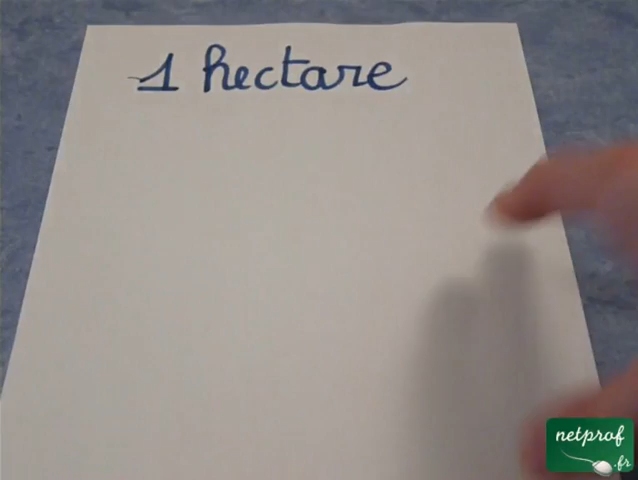 1 hectare
netprof
.fr